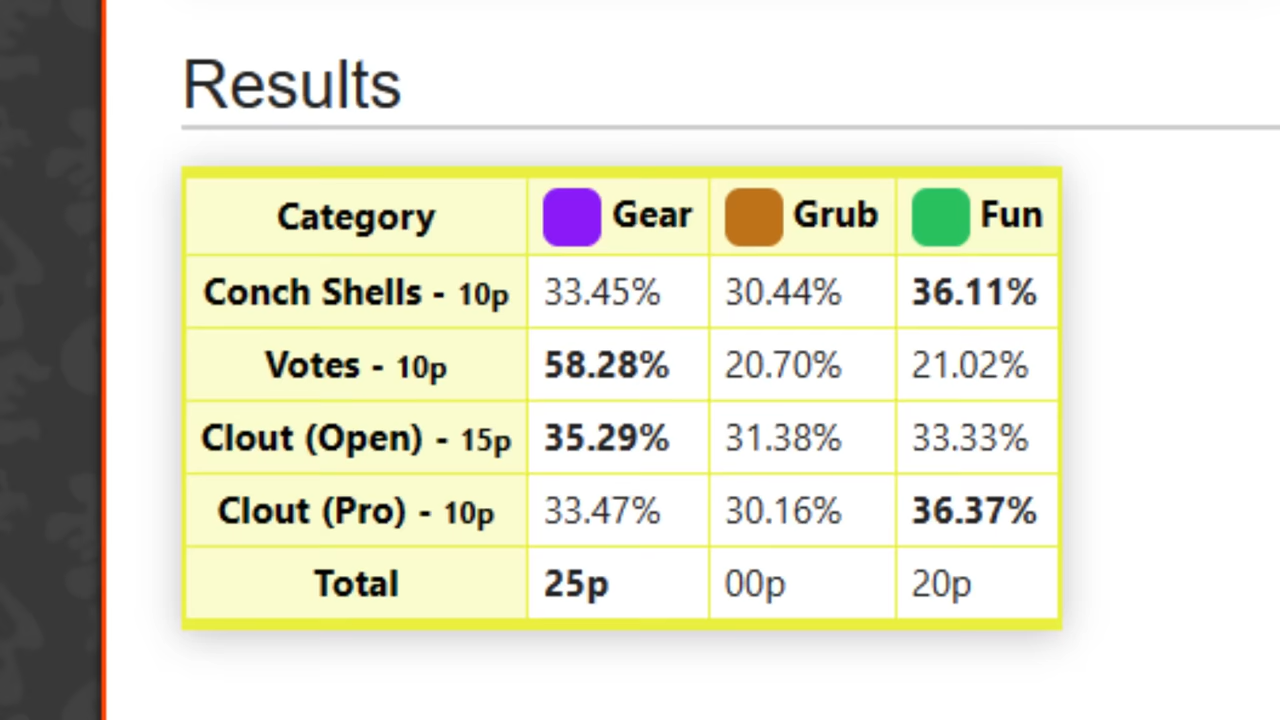 Results
Category Gear Grub Fun
Conch Shells - 10p 33.45% 30.44% 36.11%
Votes - 10p 58.28% 20.70% 21.02%
Clout (Open) - 15p 35.29% 31.38% 33.33%
Clout (Pro) - 10p 33.47% 30.16% 36.37%
Total 25p 00p 20p